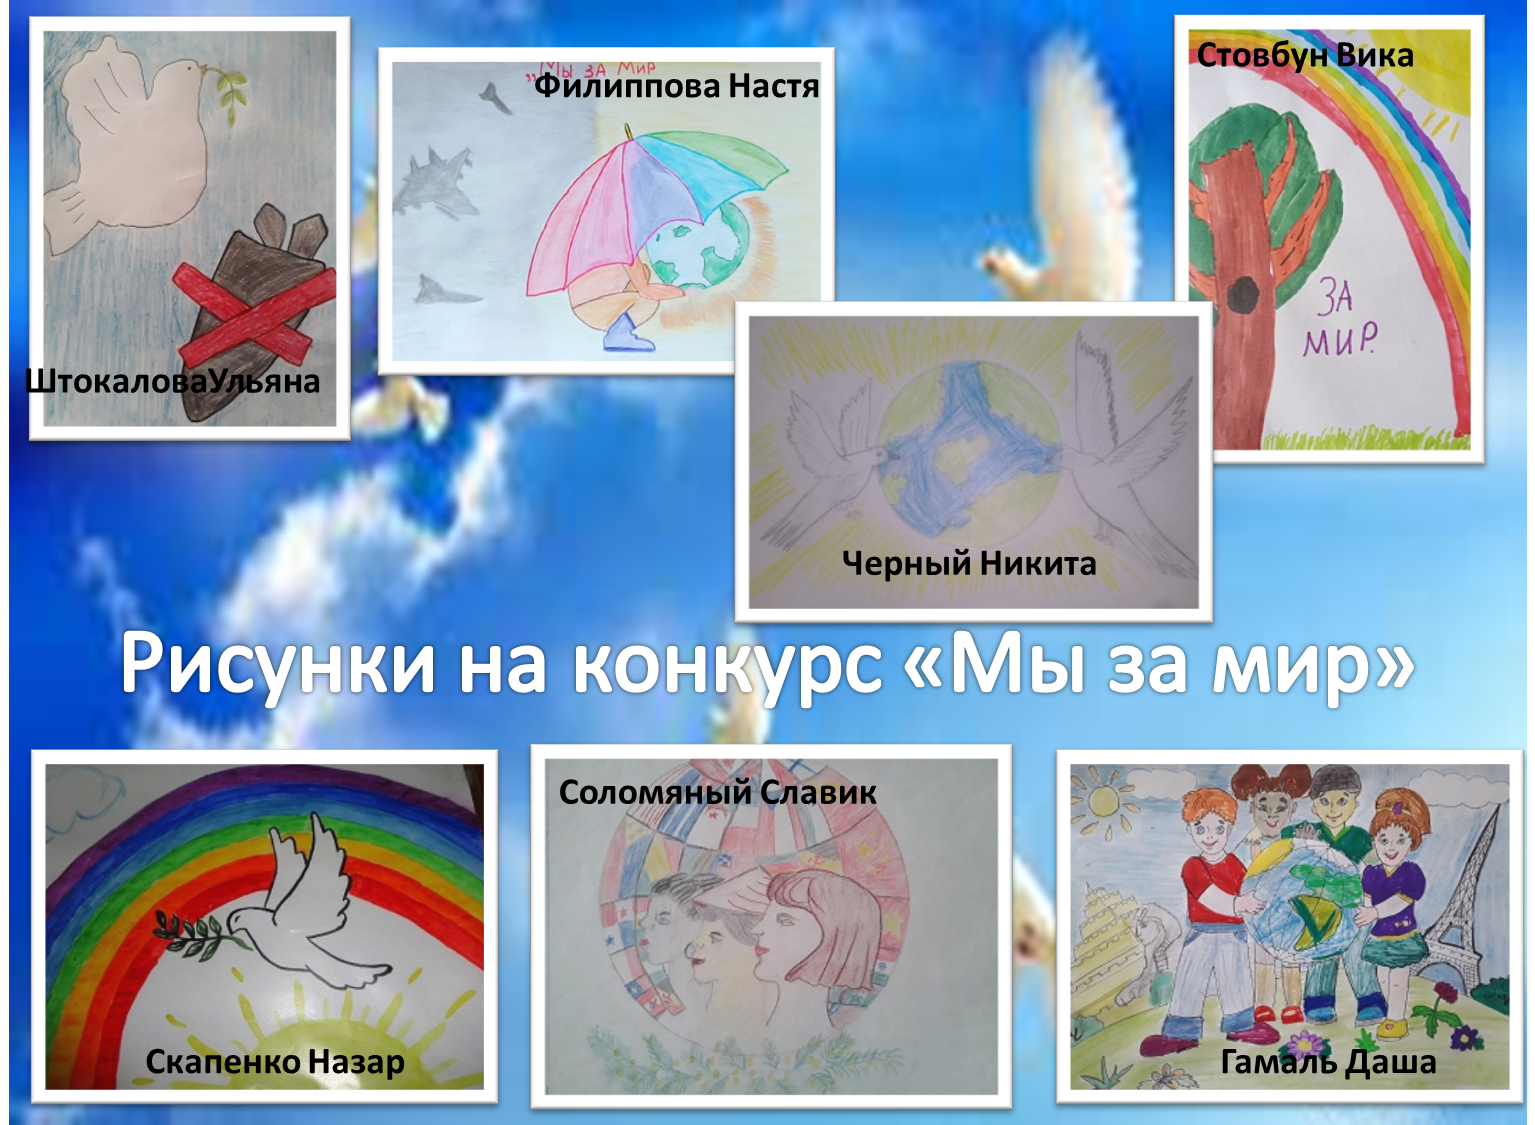 Стовбун Вика
„Мы за Мир
Филиппова Настя
ЗА
МИР.
ШтокаловаУльяна
Черный Никита
Рисунки на конкурс «Мы за мир»
Соломяный Славик
Скапенко Назар
Гамаль Даша